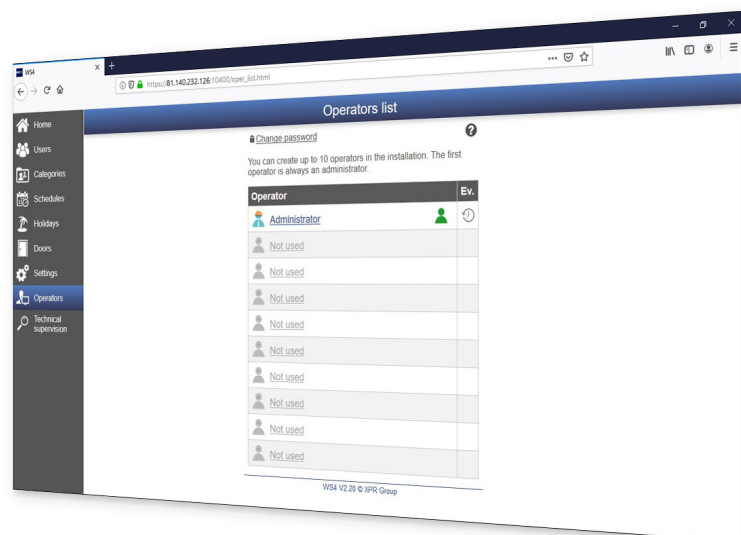 WS4
https://81.140.232.126:10400/oper_list.html
Operators list
Home
Users
Categories
Schedules
Holidays
Doors
Settings
Operators
Technical
supervision
Change password
You can create up to 10 operators in the installation. The first
operator is always an administrator.
Operator Ev.
Administrator
Not used
Not used
Not used
Not used
Not used
Not used
Not used
Not used
Not used
WS4 V2.20 © XPR Group